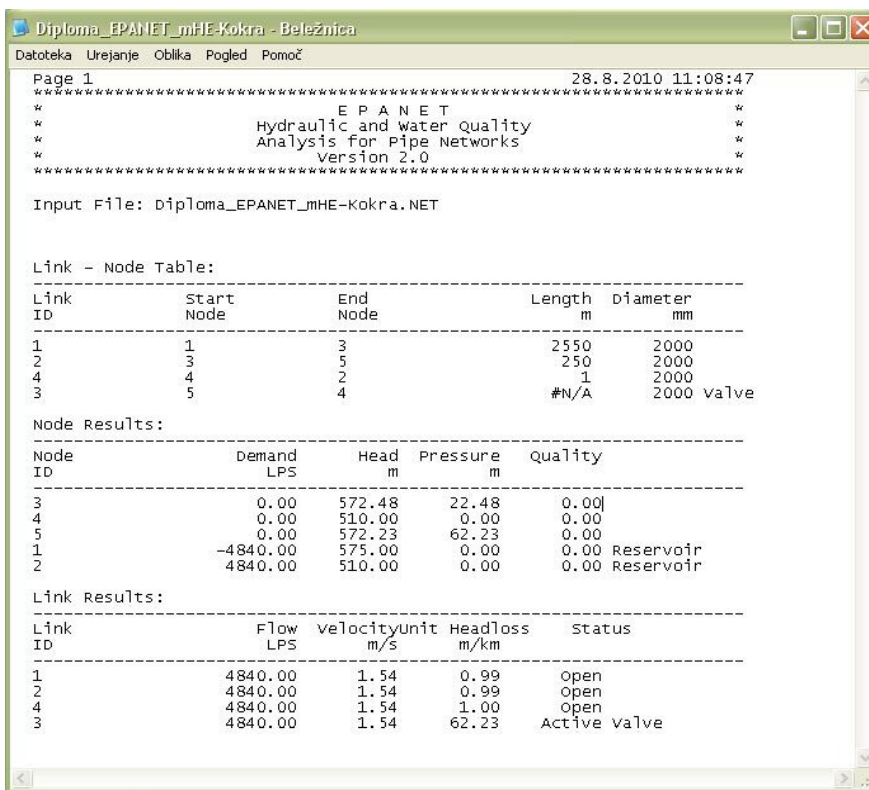 Diploma_EPANET_mHE-Kokra - Beležnica
Datoteka Urejanje Oblika Pogled Pomoč
Page 1 28.8.2010 11:08:47
**********************************************************************
* E P A N E T *
* Hydraulic and Water Quality *
* Analysis for Pipe Networks *
* Version 2.0 *
**********************************************************************
Input File: Diploma_EPANET_mHE-Kokra.NET
Link - Node Table:
----------------------------------------------------------------------
Link Start End Length Diameter
ID Node Node m mm
----------------------------------------------------------------------
1 1 3 2550 2000
2 3 5 250 2000
4 4 2 1 2000
3 5 4 #N/A 2000 Valve
Node Results:
----------------------------------------------------------------------
Node Demand Head Pressure Quality
ID LPS m m
----------------------------------------------------------------------
3 0.00 572.48 22.48 0.00
4 0.00 510.00 0.00 0.00
5 0.00 572.23 62.23 0.00
1 -4840.00 575.00 0.00 0.00 Reservoir
2 4840.00 510.00 0.00 0.00 Reservoir
Link Results:
----------------------------------------------------------------------
Link Flow VelocityUnit Headloss Status
ID LPS m/s m/km
----------------------------------------------------------------------
1 4840.00 1.54 0.99 Open
2 4840.00 1.54 0.99 Open
4 4840.00 1.54 1.00 Open
3 4840.00 1.54 62.23 Active Valve